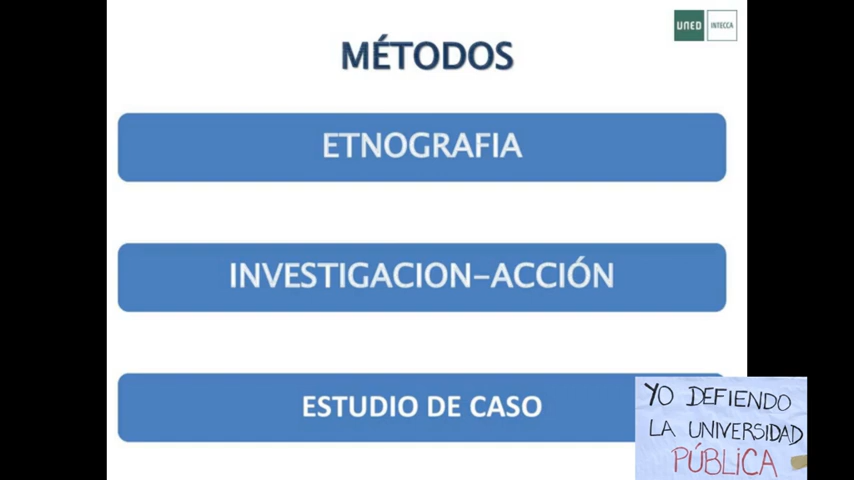 UNED INTECCA
MÉTODOS
ETNOGRAFIA
INVESTIGACION-ACCIÓN
ESTUDIO DE CASO
YO DEFIENDO
LA UNIVERSIDAD
PÚBLICA